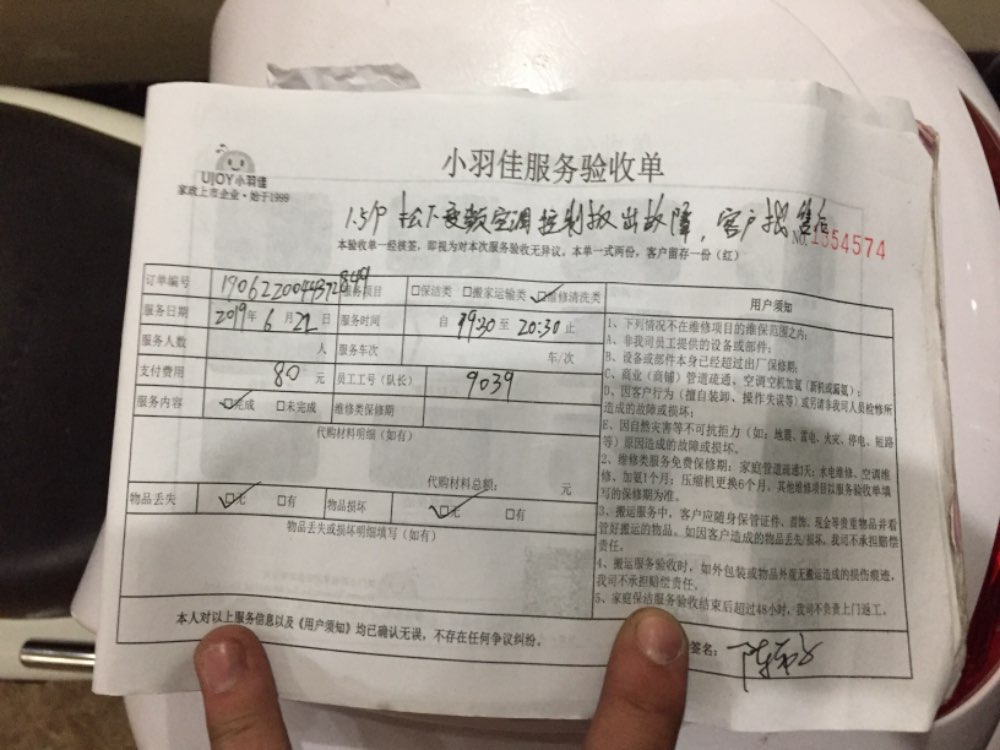 UJOY小羽佳
家政上市企业·始于1999
小羽佳服务验收单
1.5P 松下变频空调控制板出故障，客户找售后
NO.1354574
本验收单一经接签，即视为对本次服务验收无异议。本单一式两份，客户留存一份（红）
订单编号 服务项目 □保洁类 □搬家运输类 □维修清洗类
服务日期 2019年6月22日 服务时间 自 19:30 至 20:30 止
服务人数 人 服务车次 车/次
支付费用 80 元 员工工号（队长） 9039
服务内容 □完成 □未完成 维修类保修期
代购材料明细（如有）
代购材料总额： 元
物品丢失 □无 □有 物品损坏 □无 □有
物品丢失或损坏明细填写（如有）
用户须知
1、下列情况不在维修项目的维保范围之内：
A、非我司员工提供的设备或部件；
B、设备或部件本身已经超过出厂保修期；
C、商业（商铺）管道疏通、空调空机加氨（新机或漏氨）；
D、因客户行为（擅自装卸、操作失误等）或另请非我司人员检修所
造成的故障或损坏；
E、因自然灾害等不可抗拒力（如：地震、雷电、火灾、停电、短路
等）原因造成的故障或损坏。
2、维修类服务免费保修期：家庭管道疏通3天；水电维修、空调维
修、加氨1个月；压缩机更换6个月。其他维修项目以服务验收单填
写的保修期为准。
3、搬运服务中，客户应随身保管证件、首饰、现金等贵重物品并看
管好搬运的物品。如因客户造成的物品丢失/损坏，我司不承担赔偿
责任。
4、搬运服务验收时，如外包装或物品外观无搬运造成的损伤痕迹，
我司不承担赔偿责任。
5、家庭保洁服务验收结束后超过48小时，我司不负责上门返工。
本人对以上服务信息以及《用户须知》均已确认无误，不存在任何争议纠纷。
签名：